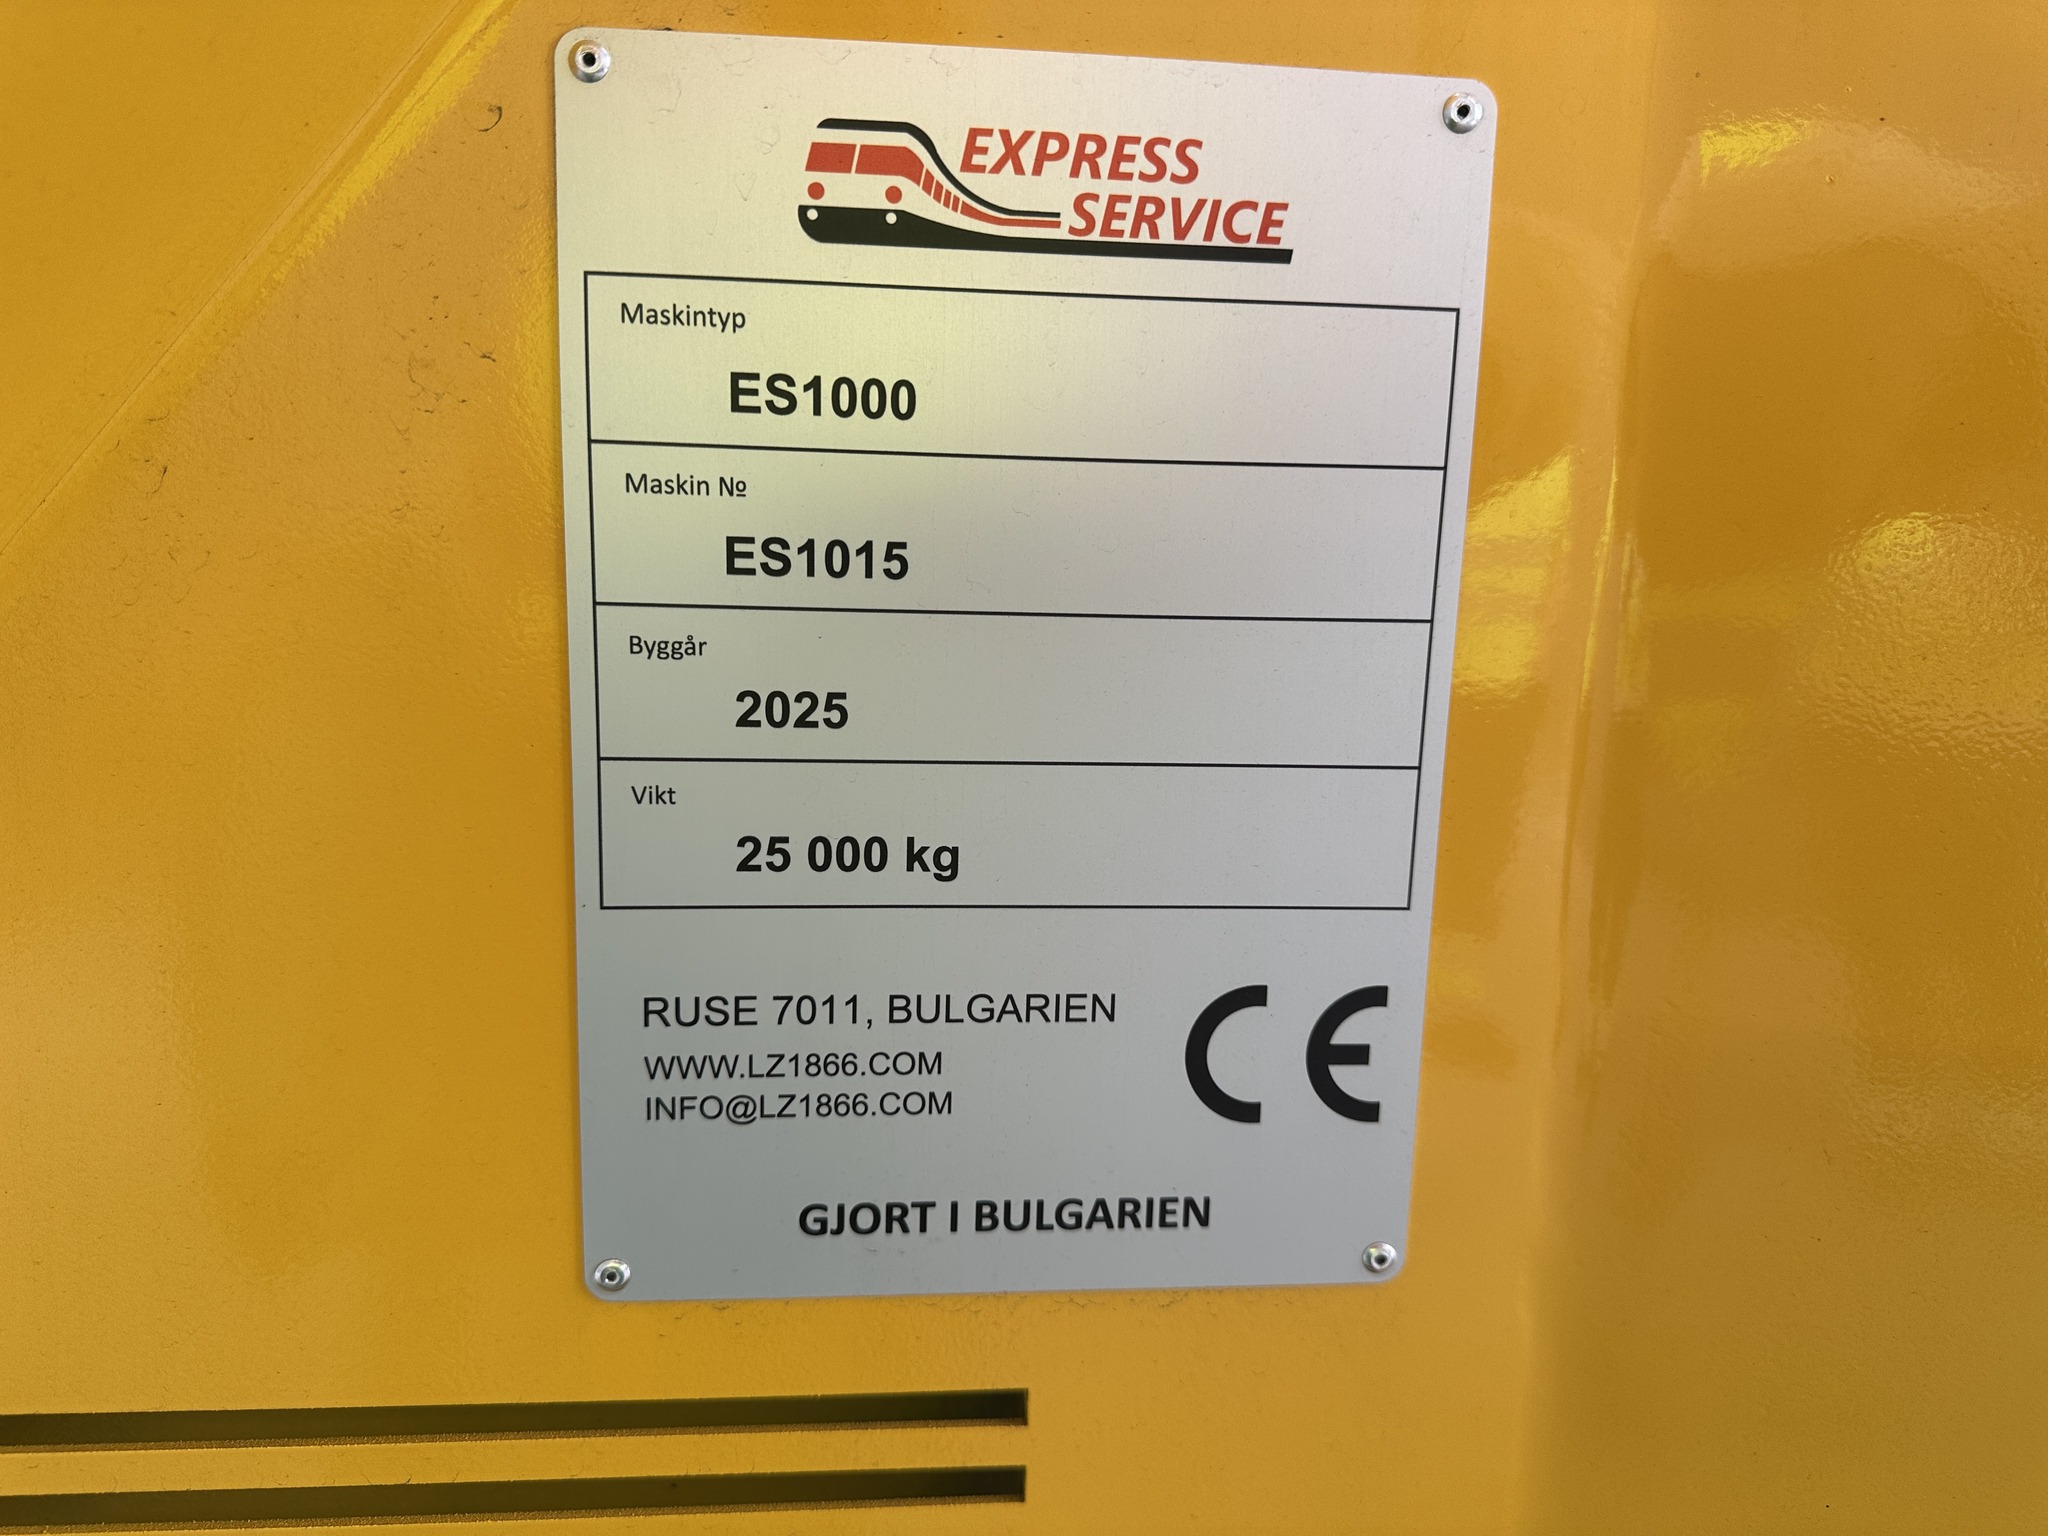 EXPRESS
SERVICE
Maskintyp
ES1000
Maskin №
ES1015
Byggår
2025
Vikt
25 000 kg
RUSE 7011, BULGARIEN
WWW.LZ1866.COM
INFO@LZ1866.COM
CE
GJORT I BULGARIEN